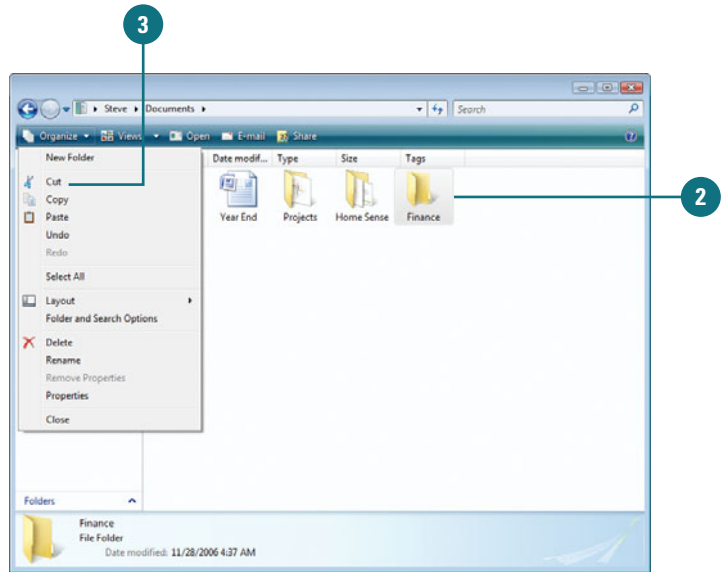 3
Steve Documents
Search
Organize Views Open E-mail Share
New Folder Date modif... Type Size Tags
Cut
Copy
Paste Year End Projects Home Sense Finance
2
Undo
Redo
Select All
Layout
Folder and Search Options
Delete
Rename
Remove Properties
Properties
Close
Folders
Finance
File Folder
Date modified: 11/28/2006 4:37 AM